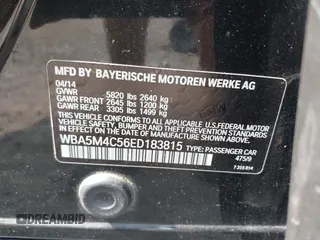 MFD BY BAYERISCHE MOTOREN WERKE AG
04/14
GVWR 5820 lbs 2640 kg
GAWR FRONT 2645 lbs 1200 kg
GAWR REAR 3305 lbs 1499 kg
THIS VEHICLE CONFORMS TO ALL APPLICABLE U.S.FEDERAL MOTOR
VEHICLE SAFETY, BUMPER, AND THEFT PREVENTION STANDARDS
IN EFFECT ON THE DATE OF MANUFACTURE SHOWN ABOVE.
WBA5M4C56ED183815 TYPE: PASSENGER CAR
475/9
DREAMBID